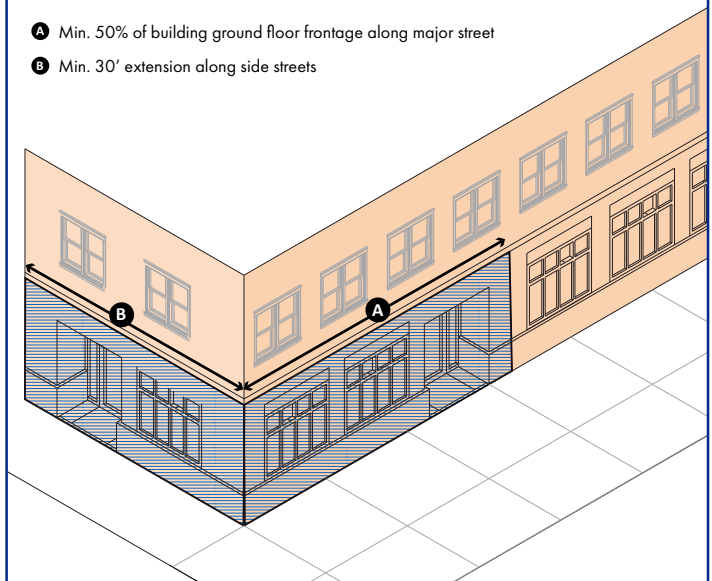 A Min. 50% of building ground floor frontage along major street
B Min. 30’ extension along side streets
B
A